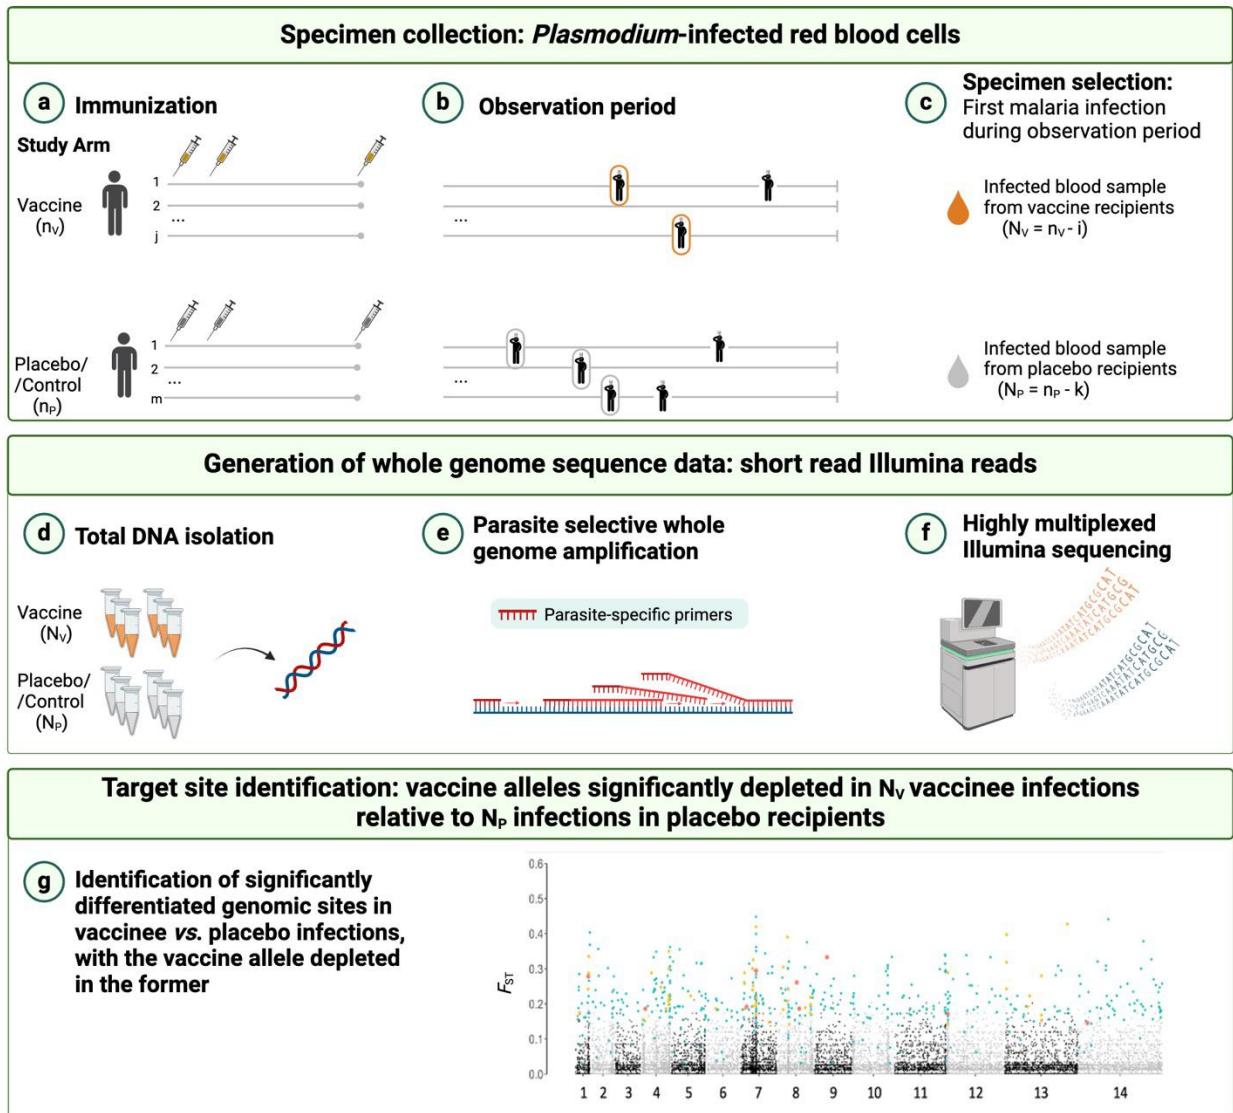 Specimen collection: Plasmodium-infected red blood cells
a Immunization
Study Arm
Vaccine
(nV)
1
2
...
j
Placebo/
/Control
(nP)
1
2
...
m
b Observation period
...
...
c Specimen selection:
First malaria infection
during observation period
Infected blood sample
from vaccine recipients
(NV = nV - i)
Infected blood sample
from placebo recipients
(NP = nP - k)
Generation of whole genome sequence data: short read Illumina reads
d Total DNA isolation
Vaccine
(NV)
Placebo/
/Control
(NP)
e Parasite selective whole
genome amplification
Parasite-specific primers
f Highly multiplexed
Illumina sequencing
Target site identification: vaccine alleles significantly depleted in NV vaccinee infections
relative to NP infections in placebo recipients
g Identification of significantly
differentiated genomic sites in
vaccinee vs. placebo infections,
with the vaccine allele depleted
in the former
FST
0.6
0.5
0.4
0.3
0.2
0.1
0.0
1 2 3 4 5 6 7 8 9 10 11 12 13 14